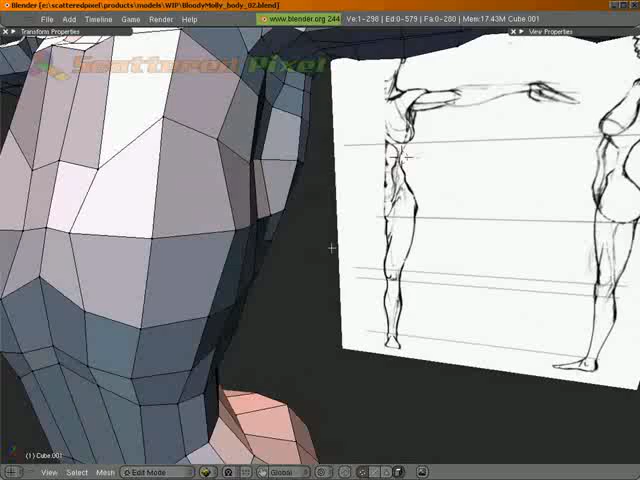 Blender [e:\scatteredpixel\products\models\WIP\BloodyMolly_body_02.blend]
File Add Timeline Game Render Help www.blender.org 244 Ve:1-298 | Ed:0-579 | Fa:0-280 | Mem:17.43M Cube.001
Transform Properties View Properties
Scattered Pixel
(1) Cube.001
View Select Mesh Edit Mode Global